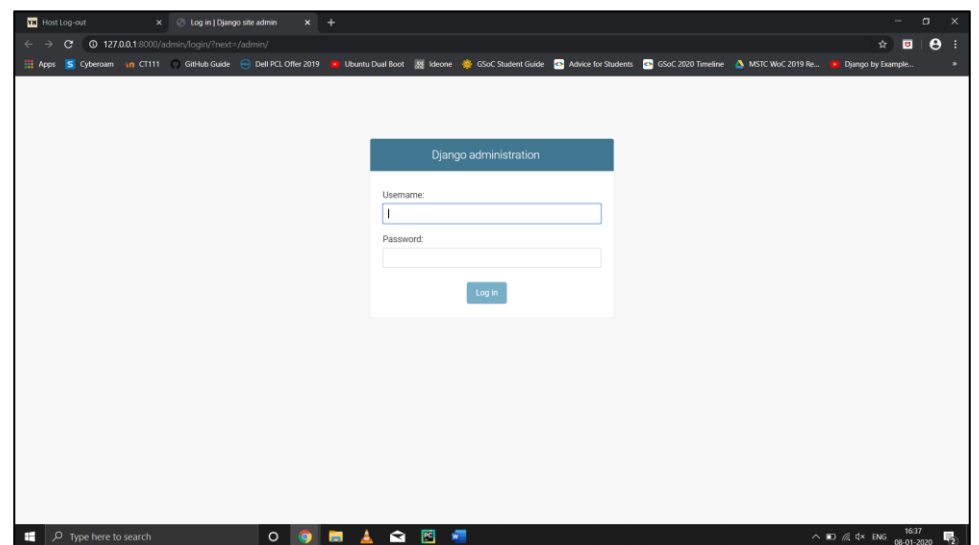 TM Host Log-out
Log in | Django site admin
127.0.0.1:8000/admin/login/?next=/admin/
Apps
S Cyberoam
CT111
GitHub Guide
Dell PCL Offer 2019
Ubuntu Dual Boot
Ideone
GSoC Student Guide
Advice for Students
GSoC 2020 Timeline
MSTC WoC 2019 Re...
Django by Example...
Django administration
Username:
Password:
Log in
Type here to search
ENG
16:37
08-01-2020